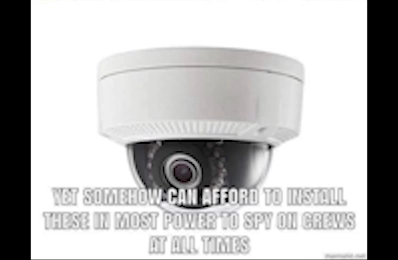 YET SOMEHOW CAN AFFORD TO INSTALL
THESE IN MOST POWER TO SPY ON CREWS
AT ALL TIMES